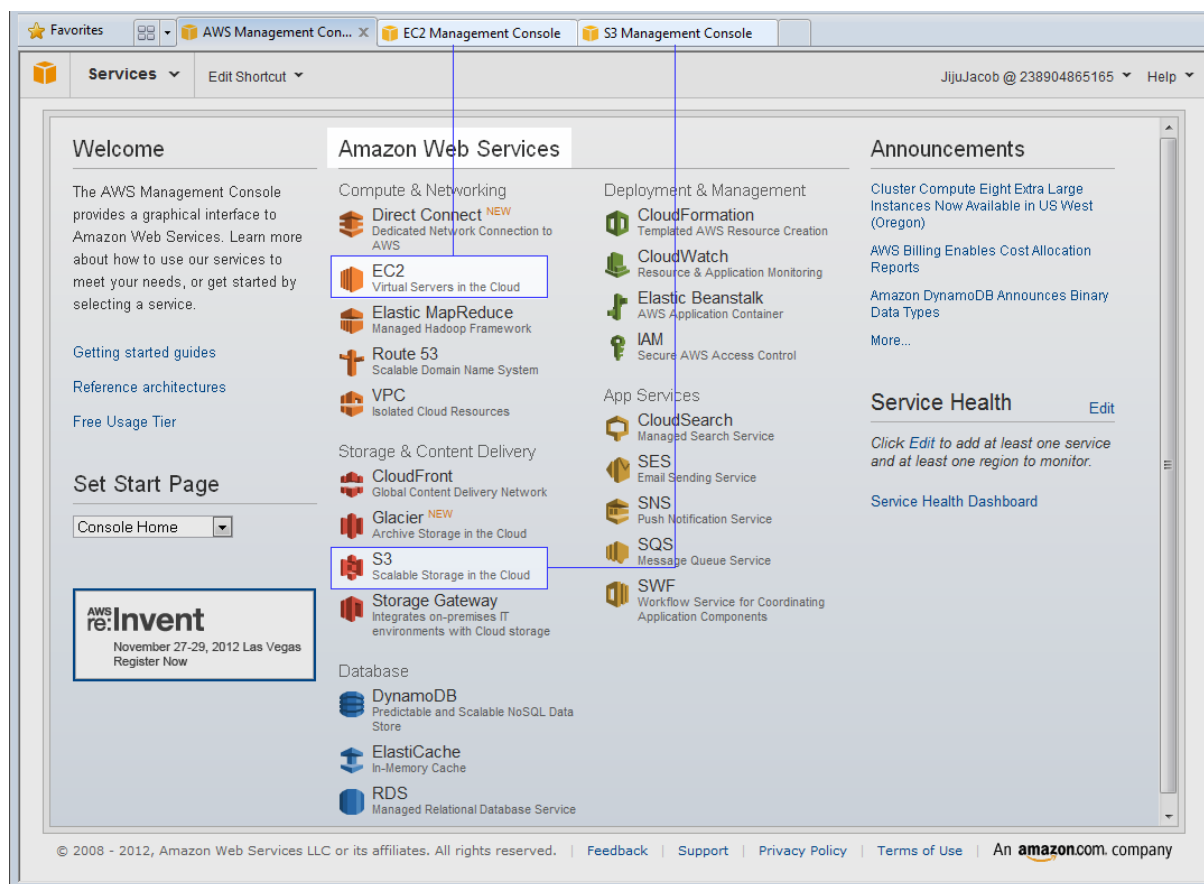 Favorites
AWS Management Con... X
EC2 Management Console
S3 Management Console
Services
Edit Shortcut
JijuJacob @ 238904865165
Help
Welcome
The AWS Management Console
provides a graphical interface to
Amazon Web Services. Learn more
about how to use our services to
meet your needs, or get started by
selecting a service.
Getting started guides
Reference architectures
Free Usage Tier
Set Start Page
Console Home
AWS
re:Invent
November 27-29, 2012 Las Vegas
Register Now
Amazon Web Services
Compute & Networking
Direct Connect NEW
Dedicated Network Connection to
AWS
EC2
Virtual Servers in the Cloud
Elastic MapReduce
Managed Hadoop Framework
Route 53
Scalable Domain Name System
VPC
Isolated Cloud Resources
Storage & Content Delivery
CloudFront
Global Content Delivery Network
Glacier NEW
Archive Storage in the Cloud
S3
Scalable Storage in the Cloud
Storage Gateway
Integrates on-premises IT
environments with Cloud storage
Database
DynamoDB
Predictable and Scalable NoSQL Data
Store
ElastiCache
In-Memory Cache
RDS
Managed Relational Database Service
Deployment & Management
CloudFormation
Templated AWS Resource Creation
CloudWatch
Resource & Application Monitoring
Elastic Beanstalk
AWS Application Container
IAM
Secure AWS Access Control
App Services
CloudSearch
Managed Search Service
SES
Email Sending Service
SNS
Push Notification Service
SQS
Message Queue Service
SWF
Workflow Service for Coordinating
Application Components
Announcements
Cluster Compute Eight Extra Large
Instances Now Available in US West
(Oregon)
AWS Billing Enables Cost Allocation
Reports
Amazon DynamoDB Announces Binary
Data Types
More...
Service Health
Edit
Click Edit to add at least one service
and at least one region to monitor.
Service Health Dashboard
© 2008 - 2012, Amazon Web Services LLC or its affiliates. All rights reserved. | Feedback | Support | Privacy Policy | Terms of Use | An amazon.com. company